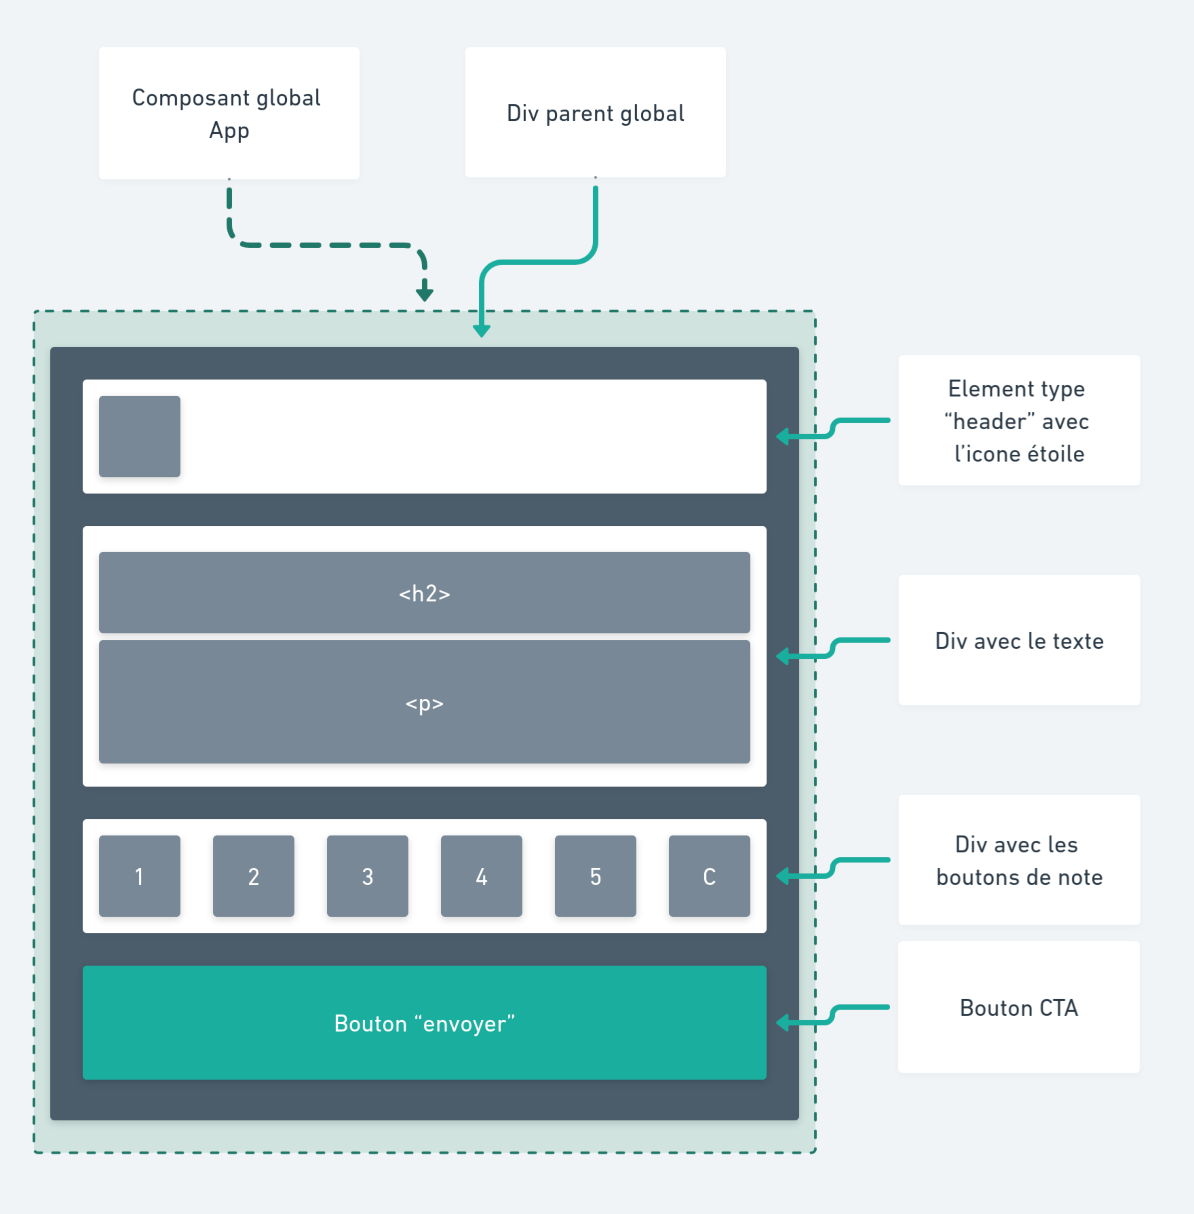 Composant global
App
Div parent global
Element type
“header” avec
l’icone étoile
<h2>
<p>
Div avec le texte
1
2
3
4
5
C
Div avec les
boutons de note
Bouton “envoyer”
Bouton CTA